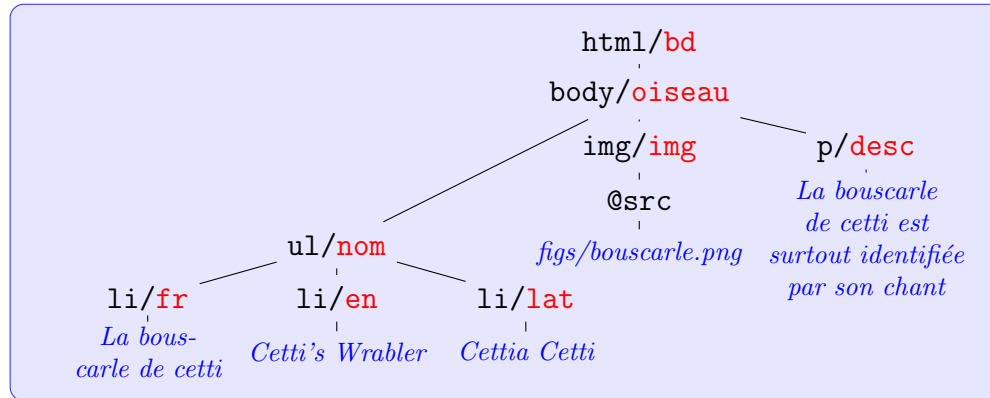 html/bd
body/oiseau
img/img
p/desc
@src
La bouscarle
de cetti est
surtout identifiée
par son chant
figs/bouscarle.png
ul/nom
li/fr
li/en
li/lat
La bous-
carle de cetti
Cetti's Wrabler
Cettia Cetti